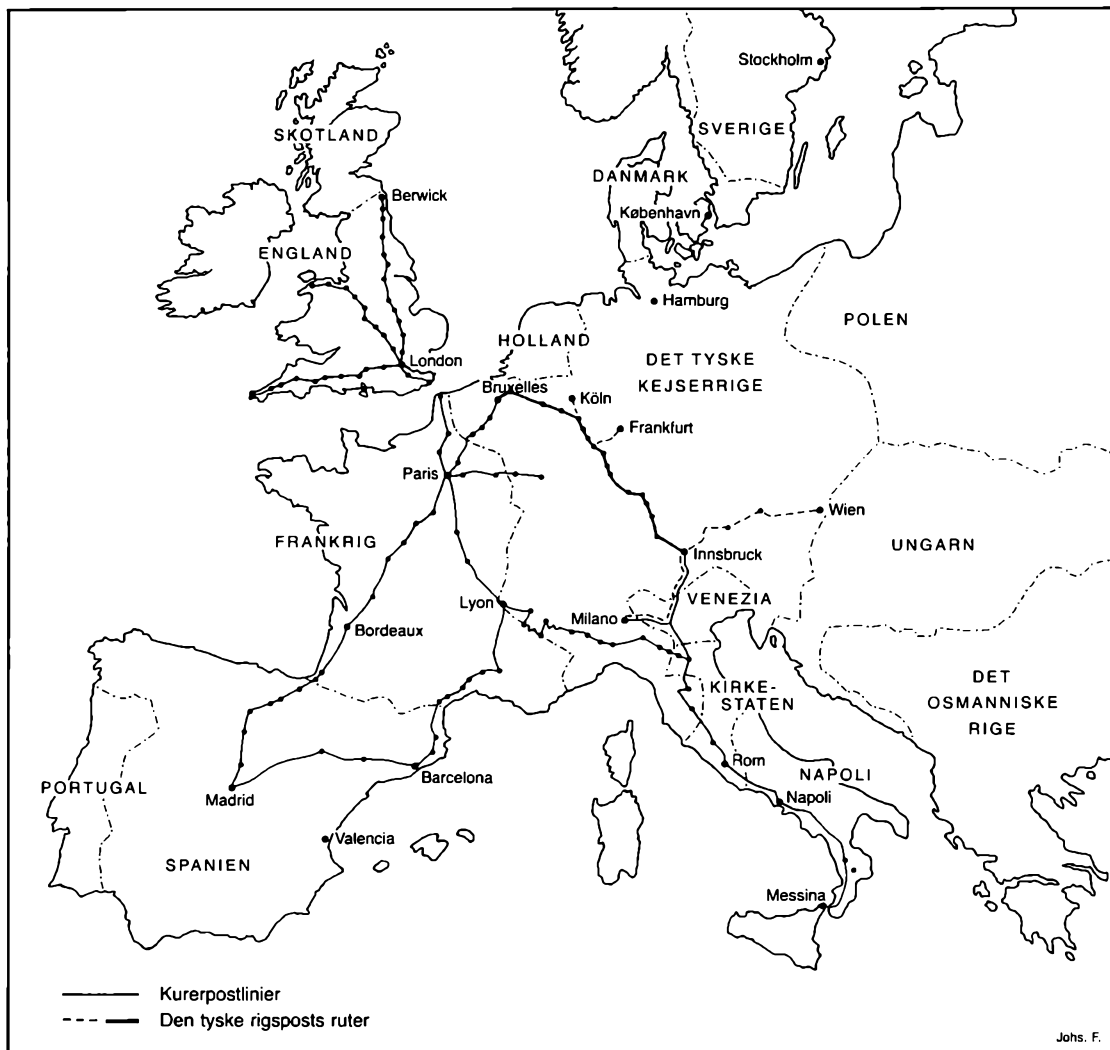 Stockholm
SKOTLAND
SVERIGE
DANMARK
Berwick
København
ENGLAND
Hamburg
POLEN
HOLLAND
London
DET TYSKE
KEJSERRIGE
Bruxelles
Köln
Frankfurt
Paris
Wien
FRANKRIG
Innsbruck
UNGARN
Lyon
VENEZIA
Milano
Bordeaux
KIRKE-
STATEN
DET
OSMANNISKE
RIGE
Rom
NAPOLI
Barcelona
PORTUGAL
Madrid
Napoli
Valencia
SPANIEN
Messina
Kurerpostlinier
Den tyske rigsposts ruter
Johs. F.